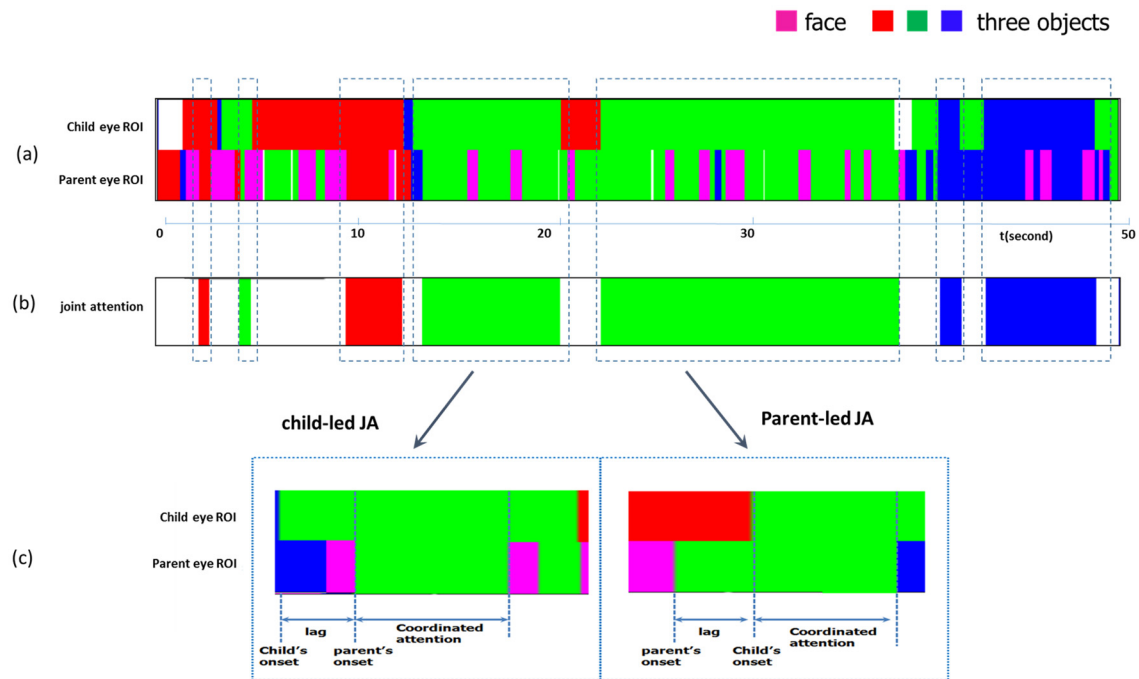 face three objects
(a)
Child eye ROI
Parent eye ROI
0 10 20 30 t(second) 50
(b)
joint attention
child-led JA Parent-led JA
(c)
Child eye ROI
Parent eye ROI
lag Coordinated attention
Child's onset parent's onset
lag Coordinated attention
parent's onset Child's onset